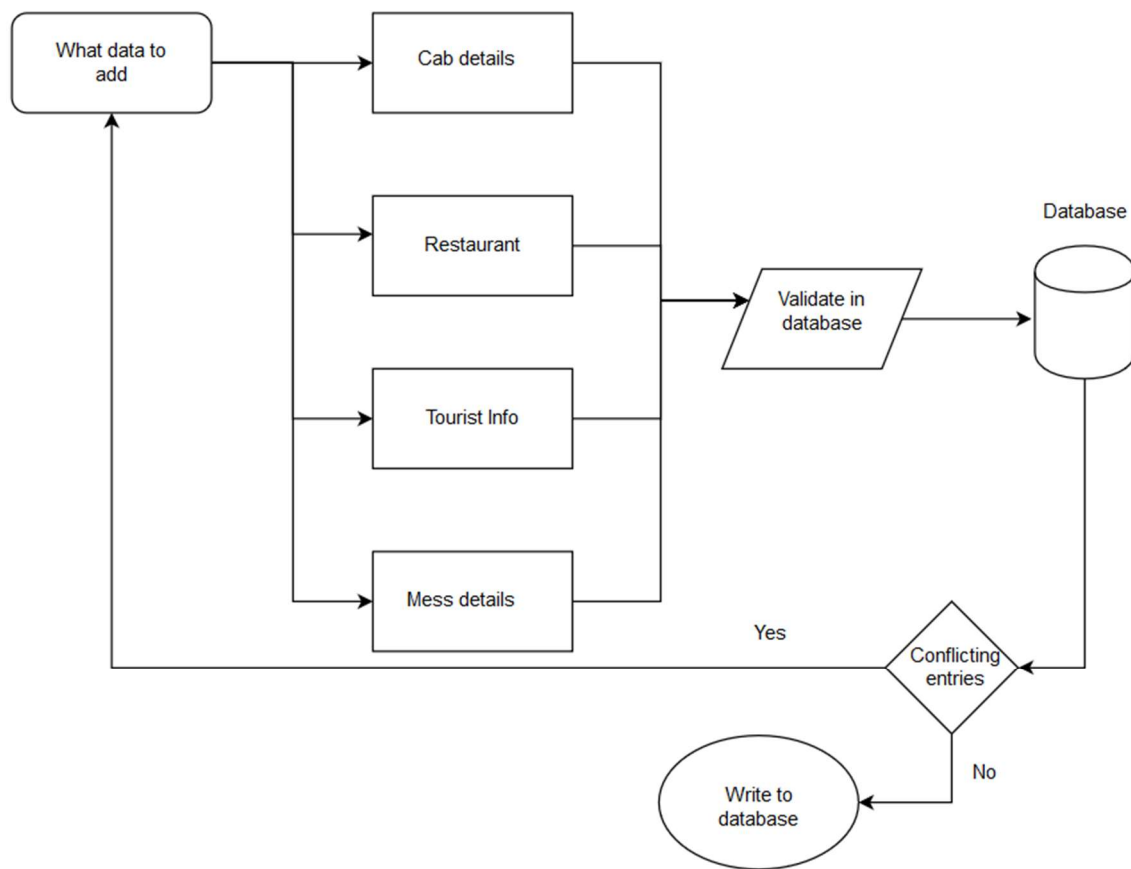 What data to
add
Cab details
Restaurant
Database
Validate in
database
Tourist Info
Mess details
Yes
Conflicting
entries
No
Write to
database